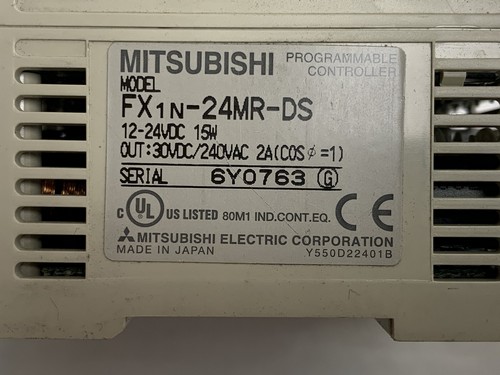 MITSUBISHI
PROGRAMMABLE
CONTROLLER
MODEL
FX1N-24MR-DS
12-24VDC 15W
OUT:30VDC/240VAC 2A(COSφ=1)
SERIAL 6Y0763 G
C UL US LISTED 80M1 IND.CONT.EQ. CE
MITSUBISHI ELECTRIC CORPORATION
MADE IN JAPAN Y550D22401B